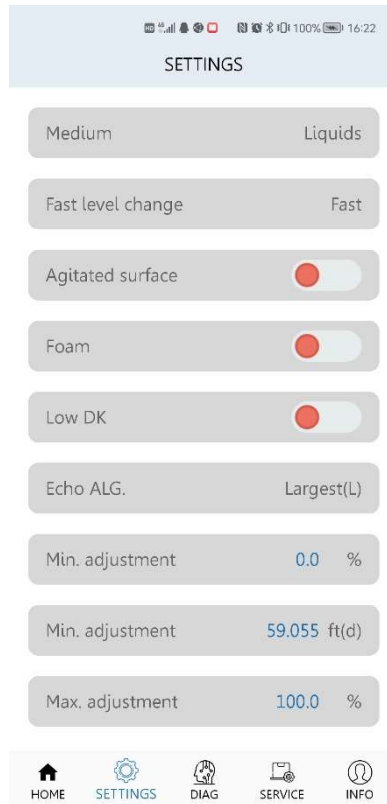 100% 16:22
SETTINGS
Medium Liquids
Fast level change Fast
Agitated surface
Foam
Low DK
Echo ALG. Largest(L)
Min. adjustment 0.0 %
Min. adjustment 59.055 ft(d)
Max. adjustment 100.0 %
HOME SETTINGS DIAG SERVICE INFO